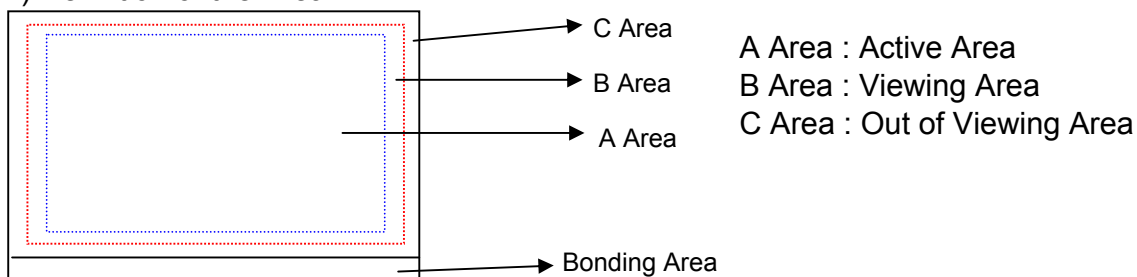 C Area
B Area
A Area
Bonding Area
A Area : Active Area
B Area : Viewing Area
C Area : Out of Viewing Area